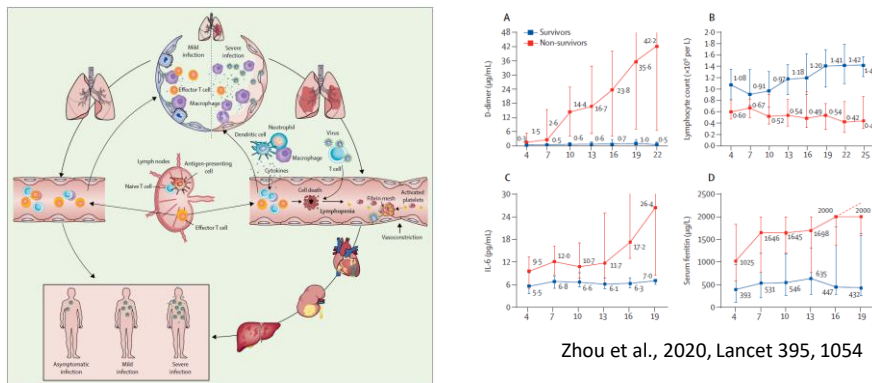 Mild
infection
Severe
infection
Effector T cell
Macrophage
Dendritic cell
Neutrophil
Macrophage
Cytokines
Virus
T cell
Lymph nodes
Antigen-presenting
cell
Naive T cell
Effector T cell
Cell death
Lymphopenia
Fibrin mesh
Activated
platelets
Vasoconstriction
Asymptomatic
infection
Mild
infection
Severe
infection
A
Survivors
Non-survivors
D-dimer (µg/mL)
48
42
36
30
24
18
12
6
0
1·5
2·6
14·4
16·7
23·8
35·6
42·2
0·5
0·6
0·6
0·7
1·0
0·5
4 7 10 13 16 19 22
B
Lymphocyte count (×10⁹ per L)
2·0
1·8
1·6
1·4
1·2
1·0
0·8
0·6
0·4
0·2
0
1·08
0·91
0·97
1·18
1·20
1·41
1·42
0·60
0·67
0·52
0·54
0·49
0·54
0·42
4 7 10 13 16 19 22 25
C
IL-6 (pg/mL)
30
24
18
12
6
0
9·5
12·0
10·7
11·7
17·2
26·4
5·5
6·8
6·6
6·1
6·3
7·0
4 7 10 13 16 19
D
Serum ferritin (µg/L)
2500
2000
1500
1000
500
0
1025
1646
1645
1698
2000
2000
393
531
546
635
447
432
4 7 10 13 16 19
Zhou et al., 2020, Lancet 395, 1054